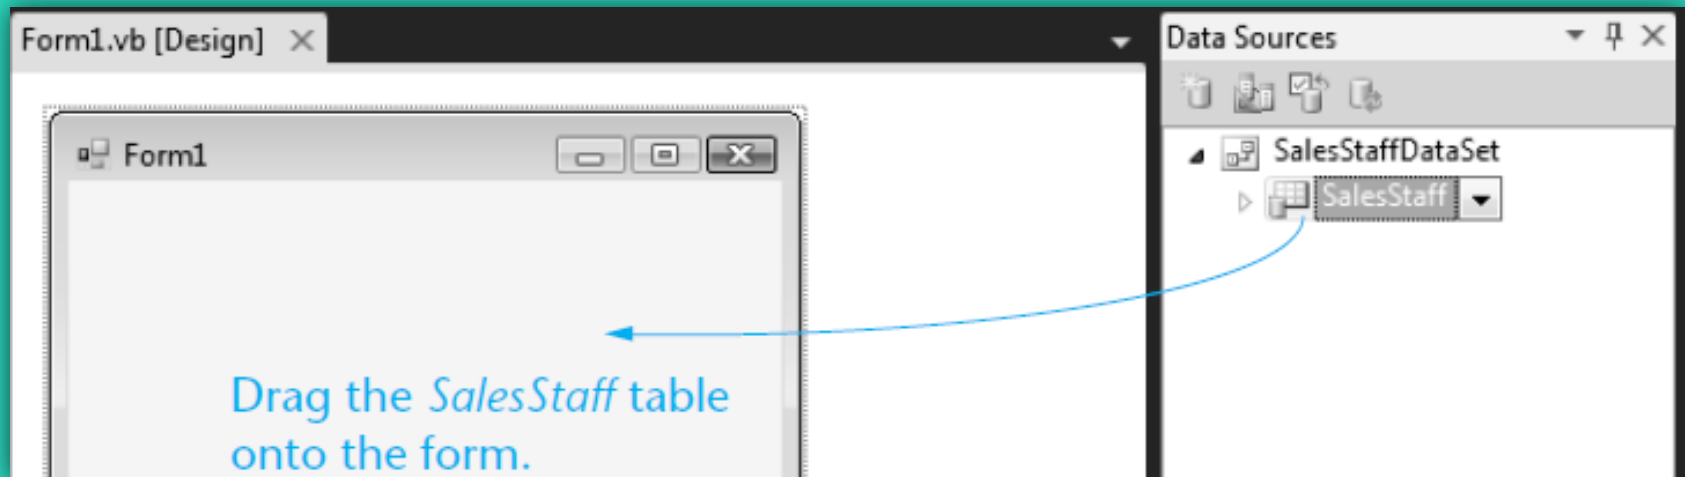 Form1.vb [Design]
Data Sources
Form1
SalesStaffDataSet
SalesStaff
Drag the SalesStaff table
onto the form.